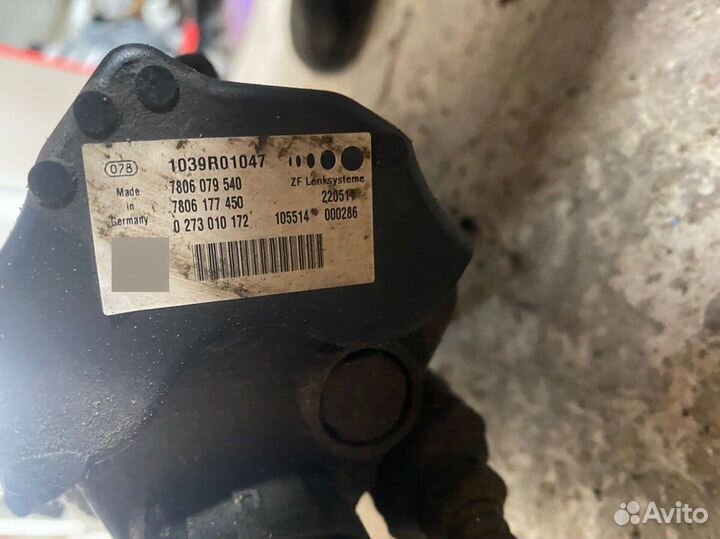 078 1039R01047
7806 079 540 ZF Lenksysteme
Made in Germany 7806 177 450 220511
0 273 010 172 105514 000286
Avito